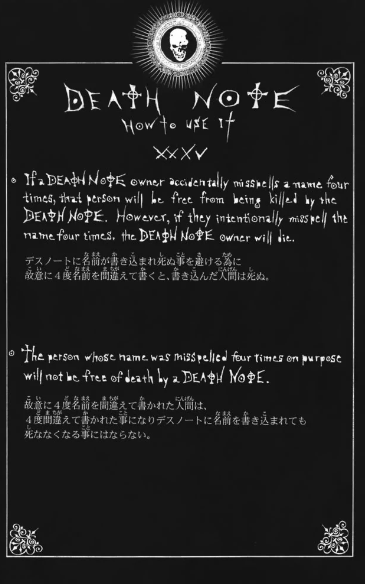 DEATH NOTE
How to use it
XXXV
If a DEATH NOTE owner accidentally misspells a name four
times, that person will be free from being killed by the
DEATH NOTE. However, if they intentionally misspell the
name four times, the DEATH NOTE owner will die.
デスノートに名前が書き込まれ死ぬ事を避ける為に
故意に4度名前を間違えて書くと、書き込んだ人間は死ぬ。
The person whose name was misspelled four times on purpose
will not be free of death by a DEATH NOTE.
故意に4度名前を間違えて書かれた人間は、
4度間違えて書かれた事になりデスノートに名前を書き込まれても
死ななくなる事にはならない。